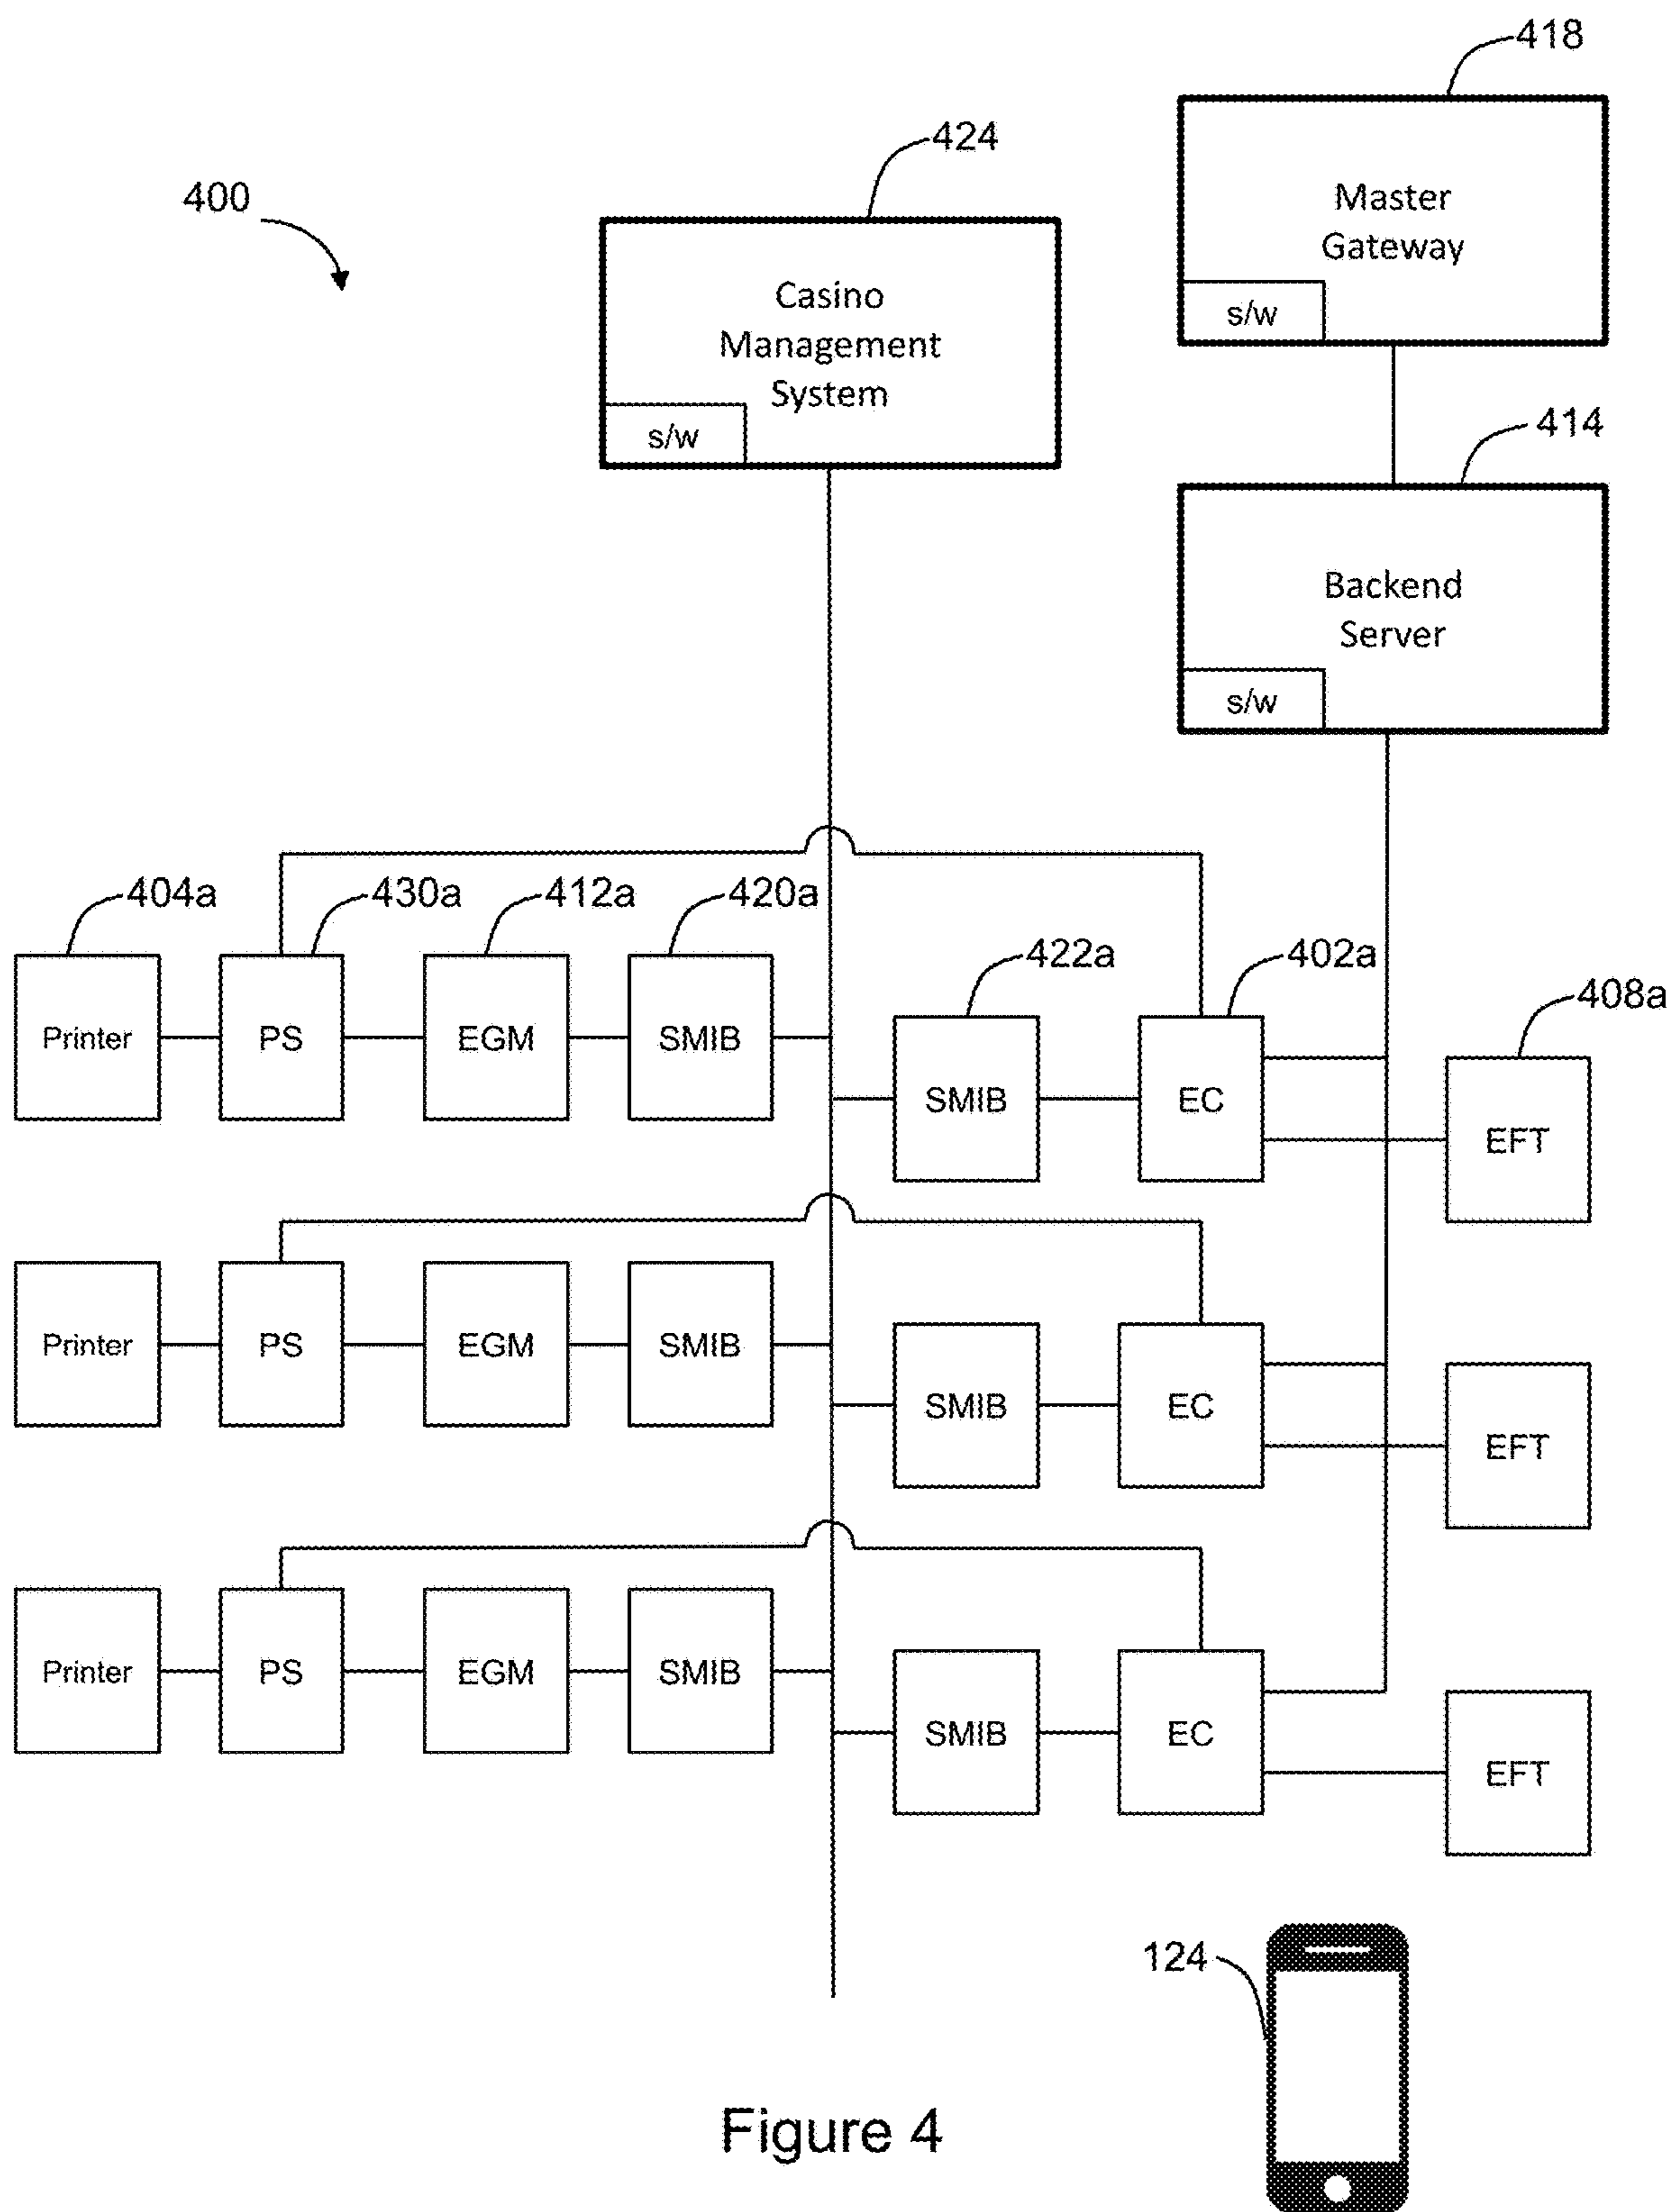 418
424
400
Master
Gateway
s/w
Casino
Management
System
s/w
414
Backend
Server
s/w
404a
430a
412a
420a
422a
402a
408a
Printer
PS
EGM
SMIB
SMIB
EC
EFT
Printer
PS
EGM
SMIB
SMIB
EC
EFT
Printer
PS
EGM
SMIB
SMIB
EC
EFT
124
Figure 4